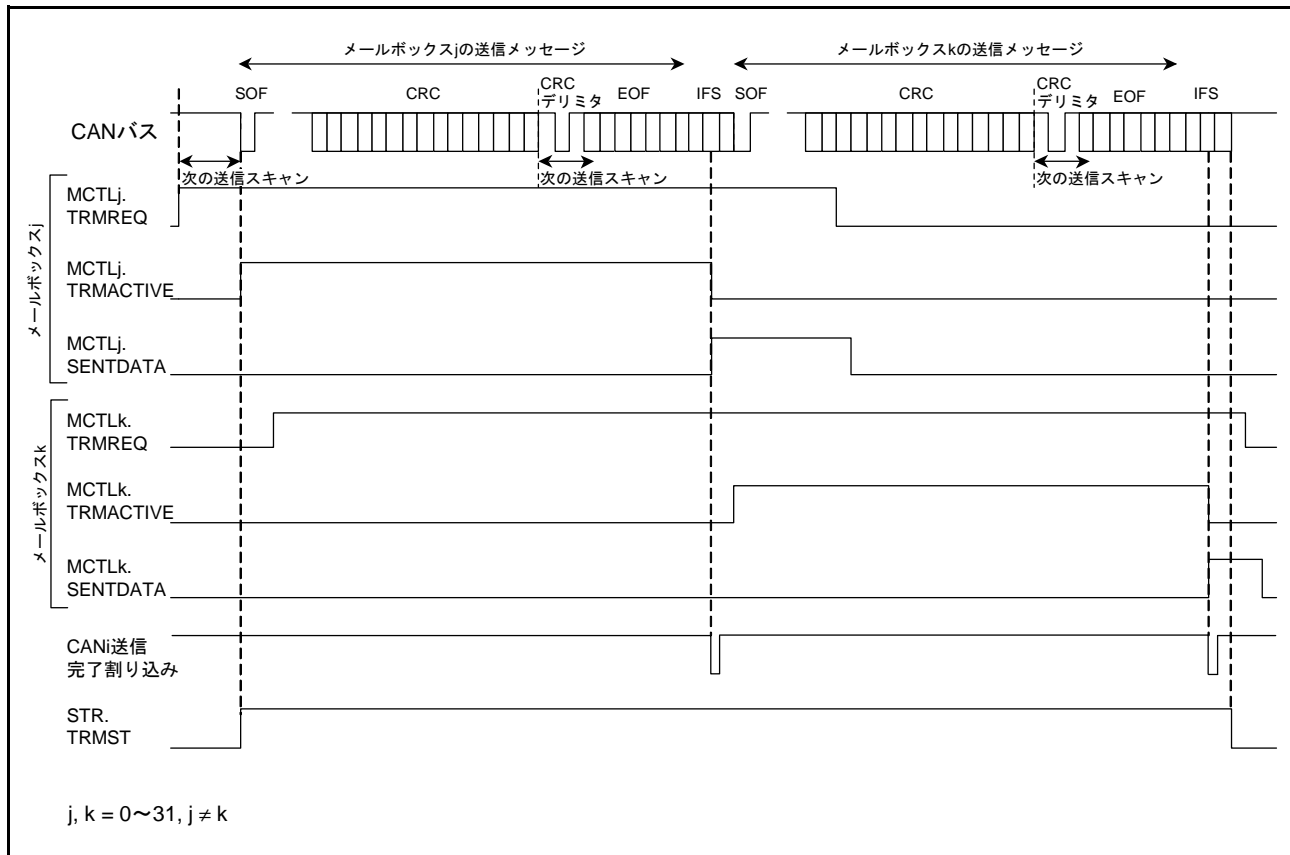 メールボックスjの送信メッセージ
メールボックスkの送信メッセージ
SOF
CRC
CRC
デリミタ
EOF
IFS
SOF
CRC
CRC
デリミタ
EOF
IFS
CANバス
次の送信スキャン
次の送信スキャン
次の送信スキャン
メールボックスj
MCTLj.
TRMREQ
MCTLj.
TRMACTIVE
MCTLj.
SENTDATA
メールボックスk
MCTLk.
TRMREQ
MCTLk.
TRMACTIVE
MCTLk.
SENTDATA
CANi送信
完了割り込み
STR.
TRMST
j, k = 0～31, j ≠ k